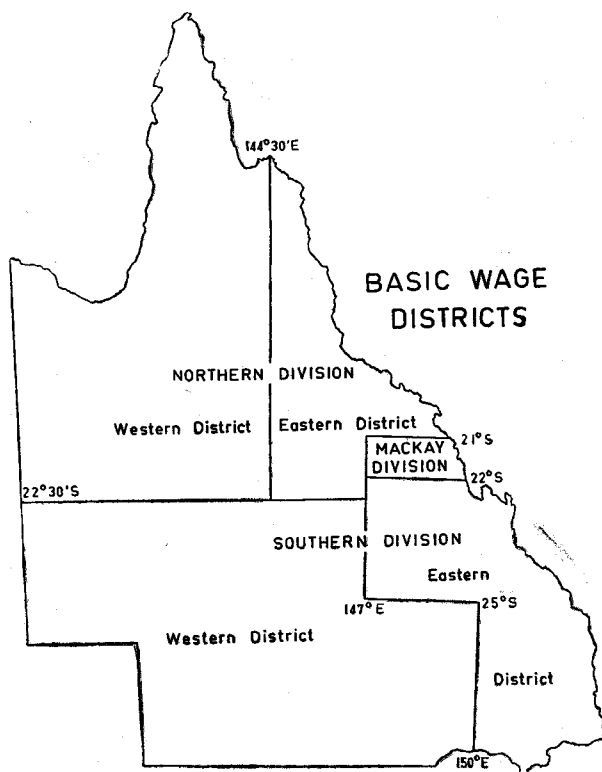 144°30'E
BASIC WAGE
DISTRICTS
NORTHERN DIVISION
Western District
Eastern District
21°S
MACKAY
DIVISION
22°S
22°30'S
SOUTHERN DIVISION
Eastern
147°E
25°S
Western District
District
150°E